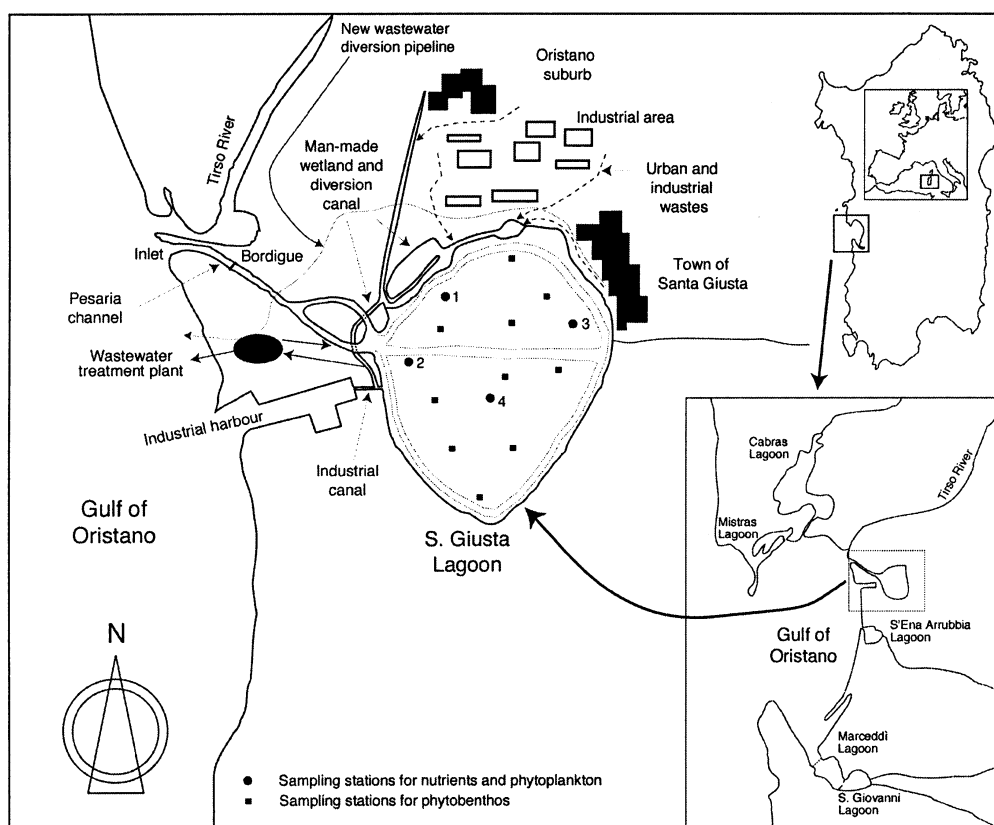 New wastewater
diversion pipeline
Oristano
suburb
Tirso River
Industrial area
Man-made
wetland and
diversion
canal
Urban and
industrial
wastes
Inlet
Bordigue
Town of
Santa Giusta
Pesaria
channel
1
3
2
4
Wastewater
treatment plant
Industrial harbour
Industrial
canal
Gulf of
Oristano
S. Giusta
Lagoon
N
Sampling stations for nutrients and phytoplankton
Sampling stations for phytobenthos
Cabras
Lagoon
Tirso River
Mistras
Lagoon
S'Ena Arrubbia
Lagoon
Gulf of
Oristano
Marceddì
Lagoon
S. Giovanni
Lagoon